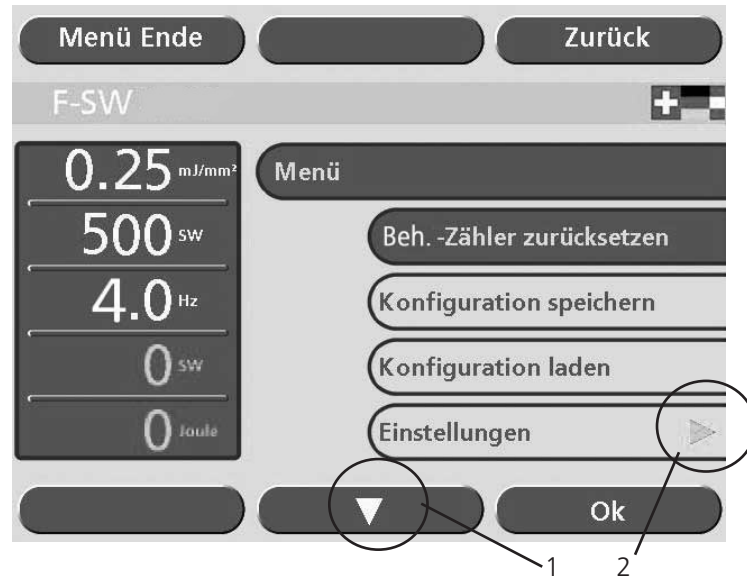 Menü Ende
Zurück
F-SW
0.25 mJ/mm²
500 SW
4.0 Hz
0 SW
0 Joule
Menü
Beh. -Zähler zurücksetzen
Konfiguration speichern
Konfiguration laden
Einstellungen
Ok
1
2